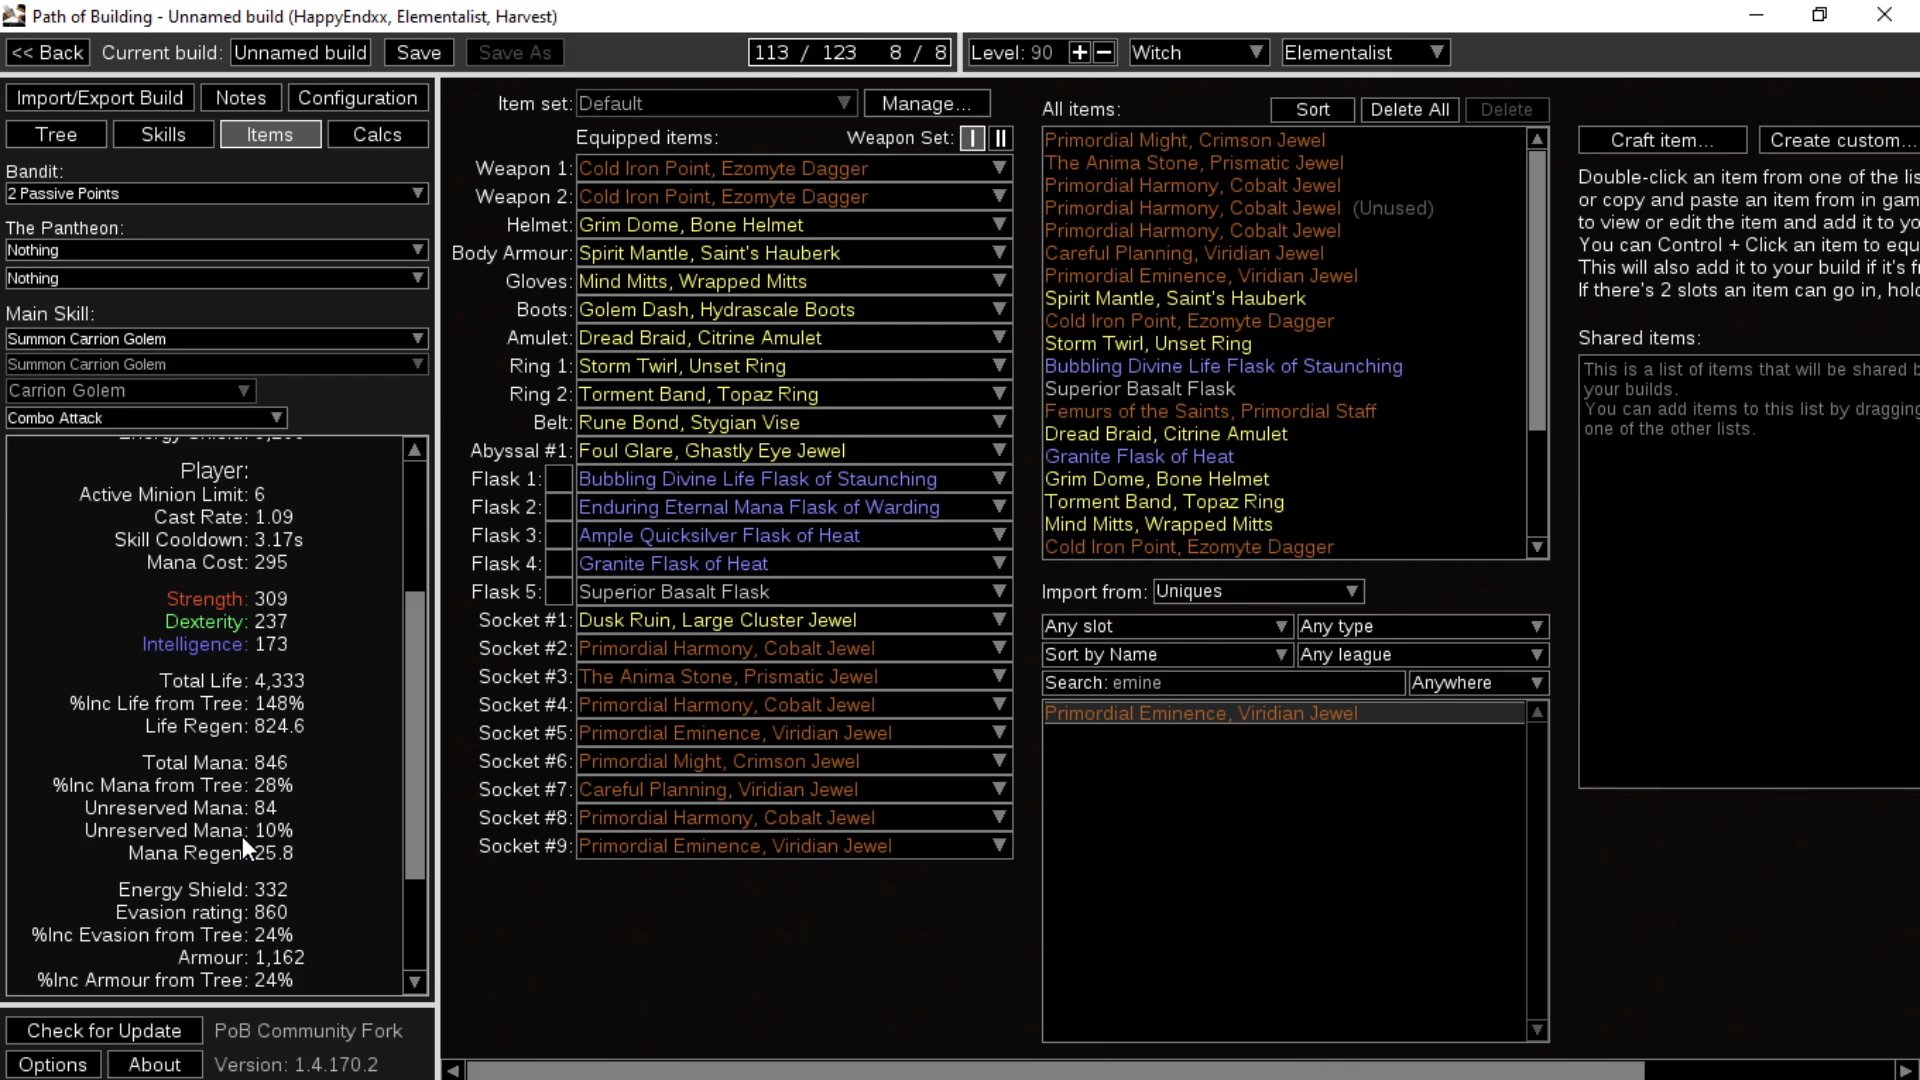 Path of Building - Unnamed build (HappyEndxx, Elementalist, Harvest)
<< Back Current build: Unnamed build Save Save As 113 / 123 8 / 8 Level: 90 + − Witch Elementalist
Import/Export Build Notes Configuration
Tree Skills Items Calcs
Bandit:
2 Passive Points
The Pantheon:
Nothing
Nothing
Main Skill:
Summon Carrion Golem
Summon Carrion Golem
Carrion Golem
Combo Attack
Player:
Active Minion Limit: 6
Cast Rate: 1.09
Skill Cooldown: 3.17s
Mana Cost: 295
Strength: 309
Dexterity: 237
Intelligence: 173
Total Life: 4,333
%Inc Life from Tree: 148%
Life Regen: 824.6
Total Mana: 846
%Inc Mana from Tree: 28%
Unreserved Mana: 84
Unreserved Mana: 10%
Mana Regen: 25.8
Energy Shield: 332
Evasion rating: 860
%Inc Evasion from Tree: 24%
Armour: 1,162
%Inc Armour from Tree: 24%
Check for Update PoB Community Fork
Options About Version: 1.4.170.2
Item set: Default Manage...
Equipped items: Weapon Set: I II
Weapon 1: Cold Iron Point, Ezomyte Dagger
Weapon 2: Cold Iron Point, Ezomyte Dagger
Helmet: Grim Dome, Bone Helmet
Body Armour: Spirit Mantle, Saint's Hauberk
Gloves: Mind Mitts, Wrapped Mitts
Boots: Golem Dash, Hydrascale Boots
Amulet: Dread Braid, Citrine Amulet
Ring 1: Storm Twirl, Unset Ring
Ring 2: Torment Band, Topaz Ring
Belt: Rune Bond, Stygian Vise
Abyssal #1: Foul Glare, Ghastly Eye Jewel
Flask 1: Bubbling Divine Life Flask of Staunching
Flask 2: Enduring Eternal Mana Flask of Warding
Flask 3: Ample Quicksilver Flask of Heat
Flask 4: Granite Flask of Heat
Flask 5: Superior Basalt Flask
Socket #1: Dusk Ruin, Large Cluster Jewel
Socket #2: Primordial Harmony, Cobalt Jewel
Socket #3: The Anima Stone, Prismatic Jewel
Socket #4: Primordial Harmony, Cobalt Jewel
Socket #5: Primordial Eminence, Viridian Jewel
Socket #6: Primordial Might, Crimson Jewel
Socket #7: Careful Planning, Viridian Jewel
Socket #8: Primordial Harmony, Cobalt Jewel
Socket #9: Primordial Eminence, Viridian Jewel
All items: Sort Delete All Delete
Primordial Might, Crimson Jewel
The Anima Stone, Prismatic Jewel
Primordial Harmony, Cobalt Jewel
Primordial Harmony, Cobalt Jewel (Unused)
Primordial Harmony, Cobalt Jewel
Careful Planning, Viridian Jewel
Primordial Eminence, Viridian Jewel
Spirit Mantle, Saint's Hauberk
Cold Iron Point, Ezomyte Dagger
Storm Twirl, Unset Ring
Bubbling Divine Life Flask of Staunching
Superior Basalt Flask
Femurs of the Saints, Primordial Staff
Dread Braid, Citrine Amulet
Granite Flask of Heat
Grim Dome, Bone Helmet
Torment Band, Topaz Ring
Mind Mitts, Wrapped Mitts
Cold Iron Point, Ezomyte Dagger
Import from: Uniques
Any slot Any type
Sort by Name Any league
Search: emine Anywhere
Primordial Eminence, Viridian Jewel
Craft item... Create custom...
Double-click an item from one of the
or copy and paste an item from in
to view or edit the item and add it to
You can Control + Click an item to
This will also add it to your build if it's
If there's 2 slots an item can go in,
Shared items:
This is a list of items that will be shared
your builds.
You can add items to this list by dragging
one of the other lists.